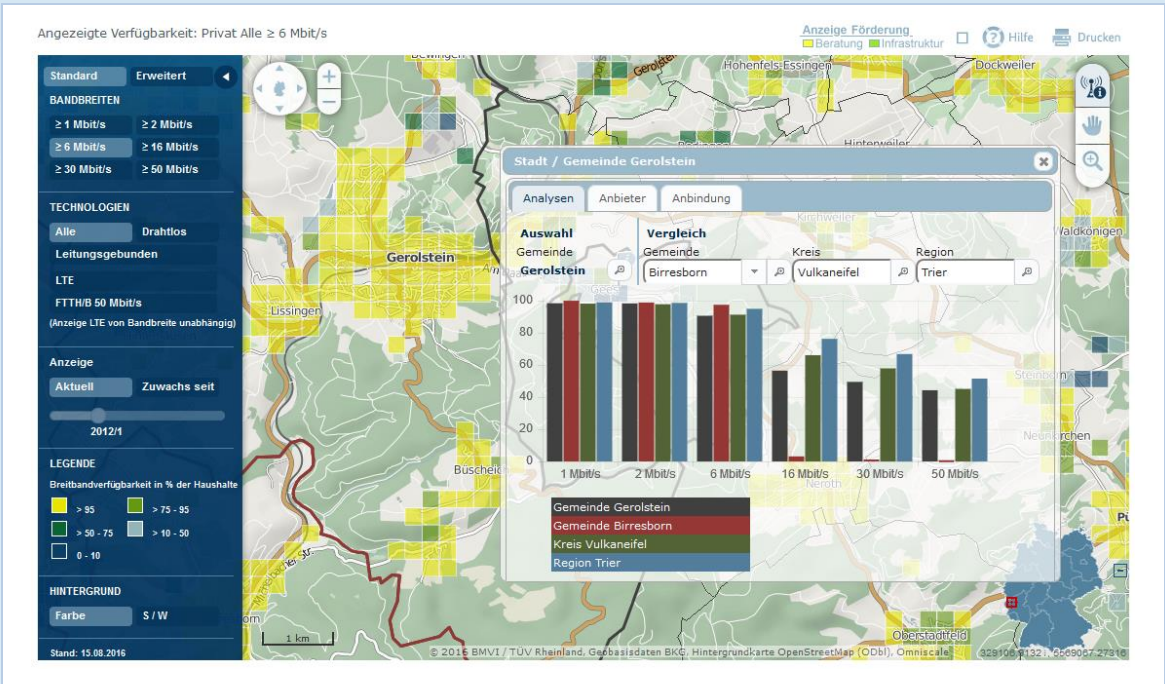 Angezeigte Verfügbarkeit: Privat Alle ≥ 6 Mbit/s
Anzeige Förderung
Beratung Infrastruktur
Hilfe
Drucken
Standard Erweitert
BANDBREITEN
≥ 1 Mbit/s ≥ 2 Mbit/s
≥ 6 Mbit/s ≥ 16 Mbit/s
≥ 30 Mbit/s ≥ 50 Mbit/s
TECHNOLOGIEN
Alle Drahtlos
Leitungsgebunden
LTE
FTTH/B 50 Mbit/s
(Anzeige LTE von Bandbreite unabhängig)
Anzeige
Aktuell Zuwachs seit
2012/1
LEGENDE
Breitbandverfügbarkeit in % der Haushalte
> 95 > 75 - 95
> 50 - 75 > 10 - 50
0 - 10
HINTERGRUND
Farbe S / W
Stand: 15.08.2016
Hohenfels-Essingen
Dockweiler
Hinterweiler
Gerolstein
Lissingen
Büscheich
Stadt / Gemeinde Gerolstein
Analysen Anbieter Anbindung
Kirchweiler
Auswahl Vergleich
Gemeinde Gemeinde Kreis Region
Gerolstein Birresborn Vulkaneifel Trier
Gees
100
80
60
40
20
0
1 Mbit/s 2 Mbit/s 6 Mbit/s 16 Mbit/s 30 Mbit/s 50 Mbit/s
Neroth
Gemeinde Gerolstein
Gemeinde Birresborn
Kreis Vulkaneifel
Region Trier
Oberstadtfeld
1 km
© 2016 BMVI / TÜV Rheinland, Geobasisdaten BKG, Hintergrundkarte OpenStreetMap (ODbl), Omniscale